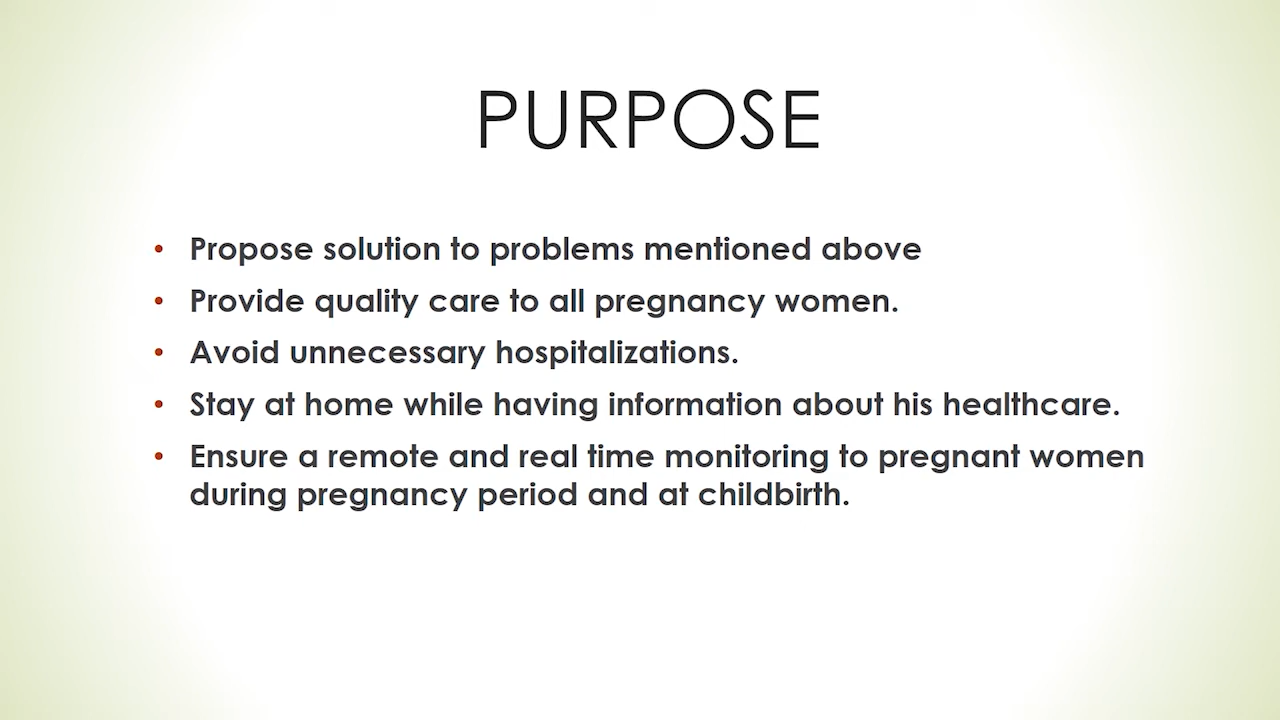 PURPOSE
• Propose solution to problems mentioned above
• Provide quality care to all pregnancy women.
• Avoid unnecessary hospitalizations.
• Stay at home while having information about his healthcare.
• Ensure a remote and real time monitoring to pregnant women
during pregnancy period and at childbirth.